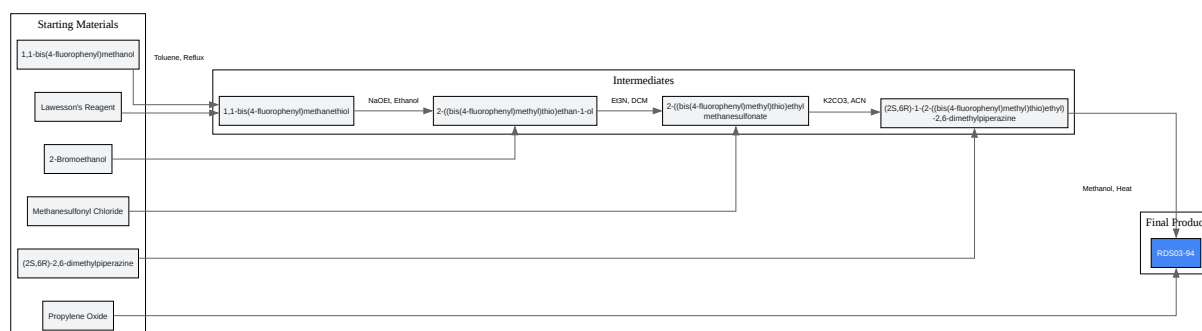 Starting Materials
1,1-bis(4-fluorophenyl)methanol
Toluene, Reflux
Lawesson's Reagent
2-Bromoethanol
Methanesulfonyl Chloride
(2S,6R)-2,6-dimethylpiperazine
Propylene Oxide
Intermediates
1,1-bis(4-fluorophenyl)methanethiol
NaOEt, Ethanol
2-((bis(4-fluorophenyl)methyl)thio)ethan-1-ol
Et3N, DCM
2-((bis(4-fluorophenyl)methyl)thio)ethyl
methanesulfonate
K2CO3, ACN
(2S,6R)-1-(2-((bis(4-fluorophenyl)methyl)thio)ethyl)
-2,6-dimethylpiperazine
Methanol, Heat
Final Produc
RDS03-94